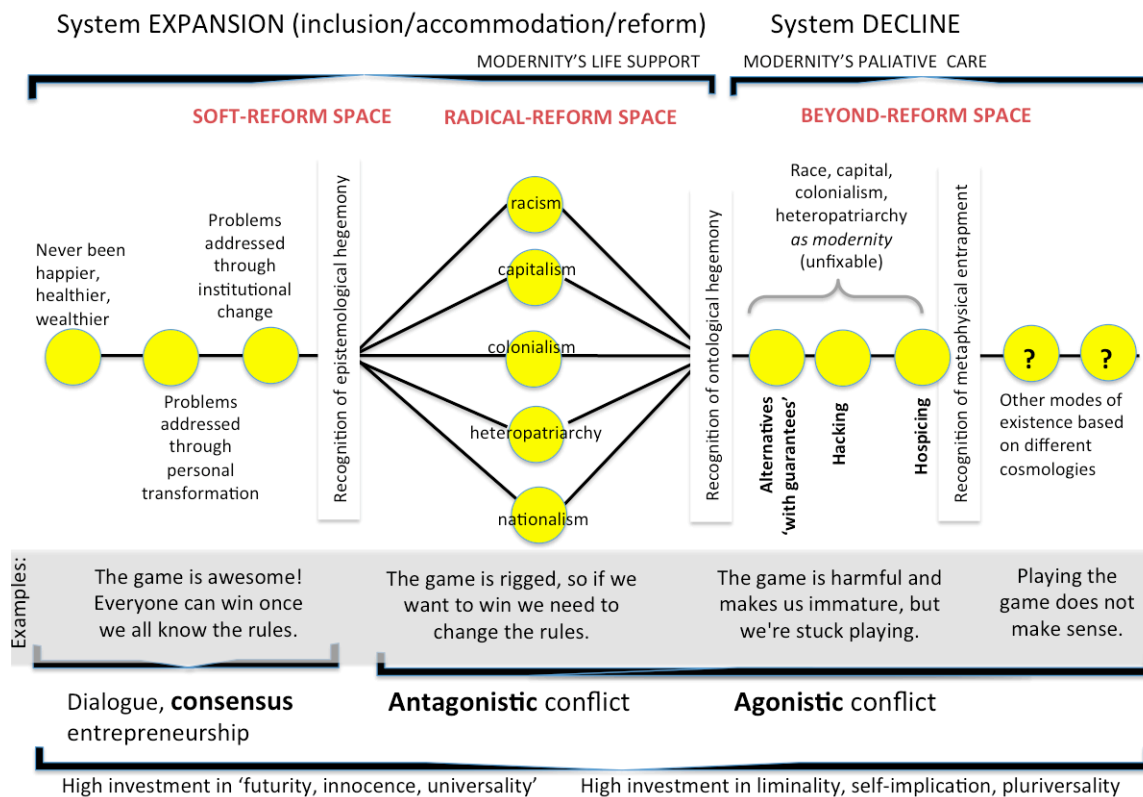 System EXPANSION (inclusion/accommodation/reform)
System DECLINE
MODERNITY'S LIFE SUPPORT
MODERNITY'S PALIATIVE CARE
SOFT-REFORM SPACE
RADICAL-REFORM SPACE
BEYOND-REFORM SPACE
Never been
happier,
healthier,
wealthier
Problems
addressed
through
institutional
change
Problems
addressed
through
personal
transformation
Recognition of epistemological hegemony
racism
capitalism
colonialism
heteropatriarchy
nationalism
Recognition of ontological hegemony
Race, capital,
colonialism,
heteropatriarchy
as modernity
(unfixable)
Alternatives
'with guarantees'
Hacking
Hospicing
Recognition of metaphysical entrapment
?
?
Other modes of
existence based
on different
cosmologies
Examples:
The game is awesome!
Everyone can win once
we all know the rules.
The game is rigged, so if we
want to win we need to
change the rules.
The game is harmful and
makes us immature, but
we're stuck playing.
Playing the
game does not
make sense.
Dialogue, consensus
entrepreneurship
Antagonistic conflict
Agonistic conflict
High investment in 'futurity, innocence, universality'
High investment in liminality, self-implication, pluriversality